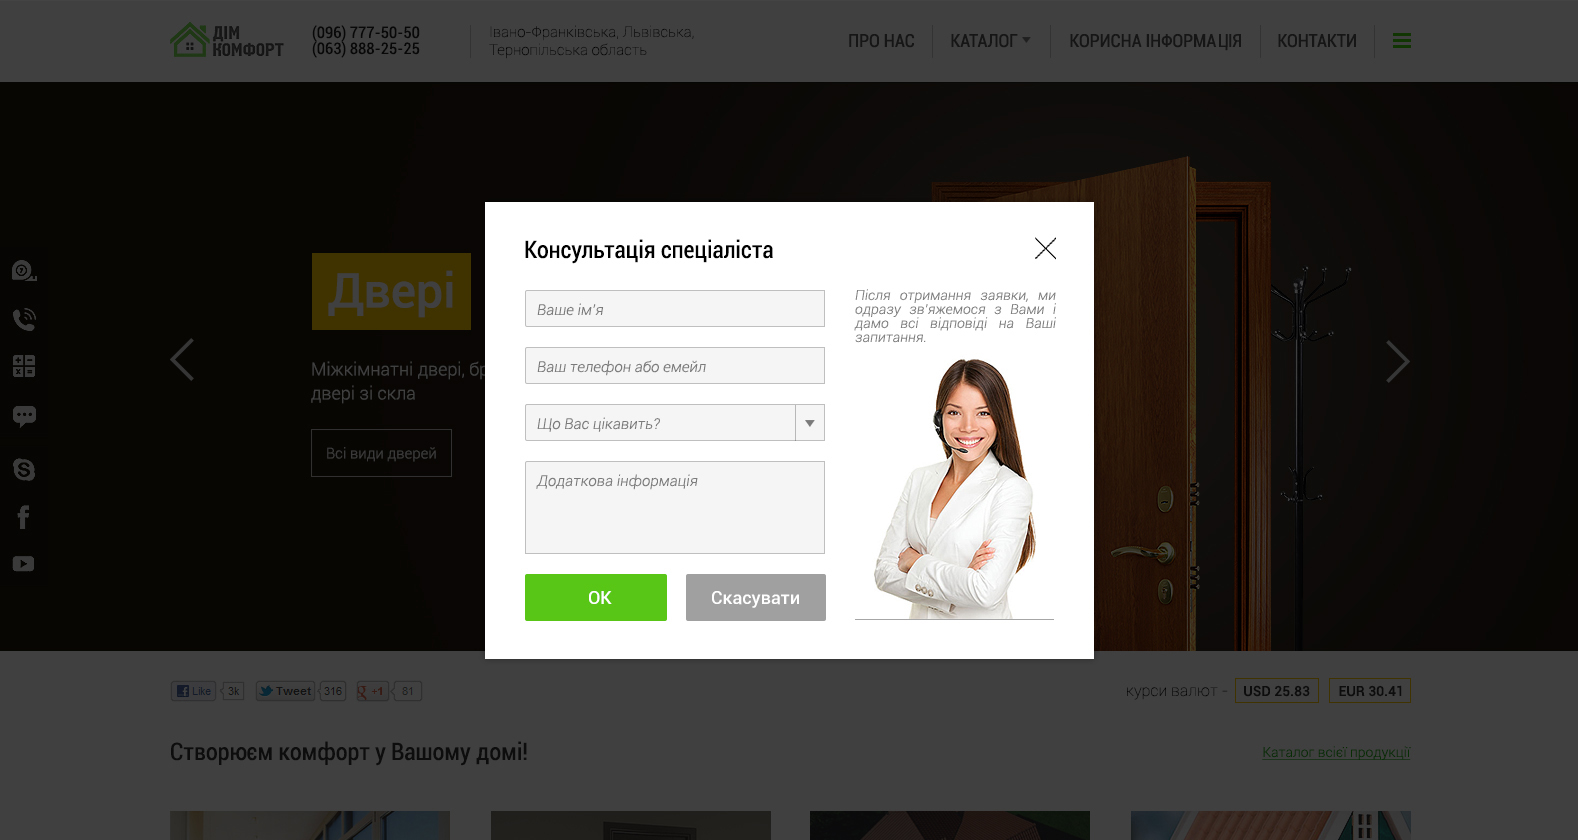 ДІМ
КОМФОРТ
(096) 777-50-50
(063) 888-25-25
Івано-Франківська, Львівська,
Тернопільська область
ПРО НАС
КАТАЛОГ
КОРИСНА ІНФОРМАЦІЯ
КОНТАКТИ
Двері
Міжкімнатні двері, бр
двері зі скла
Всі види дверей
Консультація спеціаліста
Ваше ім'я
Ваш телефон або емейл
Що Вас цікавить?
Додаткова інформація
ОК
Скасувати
Після отримання заявки, ми
одразу зв'яжемося з Вами і
дамо всі відповіді на Ваші
запитання.
Like 3k
Tweet 316
+1 81
курси валют - USD 25.83 EUR 30.41
Створюєм комфорт у Вашому домі!
Каталог всієї продукції